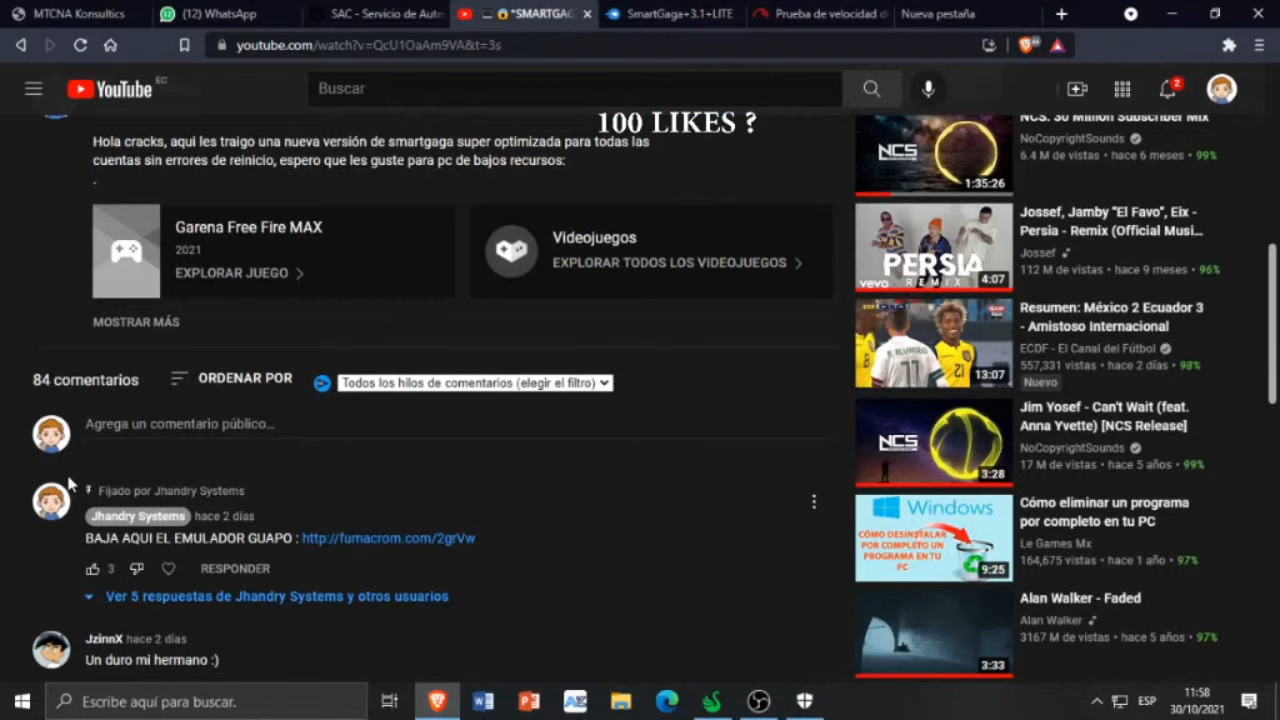 MTCNA Konsultics
(12) WhatsApp
SAC - Servicio de Aute
*SMARTGAG
SmartGaga+3.1+LITE
Prueba de velocidad d
Nueva pestaña
youtube.com/watch?v=QcU1OaAm9VA&t=3s
YouTube EC
Buscar
2
100 LIKES ?
Hola cracks, aqui les traigo una nueva versión de smrtgaga super optimizada para todas las
cuentas sin errores de reinicio, espero que les guste para pc de bajos recursos:
.
Garena Free Fire MAX
2021
EXPLORAR JUEGO
Videojuegos
EXPLORAR TODOS LOS VIDEOJUEGOS
MOSTRAR MÁS
84 comentarios
ORDENAR POR
Todos los hilos de comentarios (elegir el filtro)
Agrega un comentario público...
Fijado por Jhandry Systems
Jhandry Systems hace 2 días
BAJA AQUI EL EMULADOR GUAPO : http://fumacrom.com/2grVw
3
RESPONDER
Ver 5 respuestas de Jhandry Systems y otros usuarios
JzinnX hace 2 días
Un duro mi hermano :)
NCS
1:35:26
NCS: 30 Million Subscriber Mix
NoCopyrightSounds
6.4 M de vistas • hace 6 meses • 99%
PERSIA
REMIX
vevo
4:07
Jossef, Jamby "El Favo", Eix -
Persia - Remix (Official Musi...
Jossef
112 M de vistas • hace 9 meses • 96%
11
21
13:07
Resumen: México 2 Ecuador 3
- Amistoso Internacional
ECDF - El Canal del Fútbol
557,331 vistas • hace 2 días • 98%
Nuevo
NCS
3:28
Jim Yosef - Can't Wait (feat.
Anna Yvette) [NCS Release]
NoCopyrightSounds
17 M de vistas • hace 5 años • 99%
Windows
CÓMO DESINSTALAR
POR COMPLETO UN
PROGRAMA EN TU
PC
9:25
Cómo eliminar un programa
por completo en tu PC
Le Games Mx
164,675 vistas • hace 1 año • 97%
3:33
Alan Walker - Faded
Alan Walker
3167 M de vistas • hace 5 años • 97%
Escribe aquí para buscar.
ESP
11:58
30/10/2021